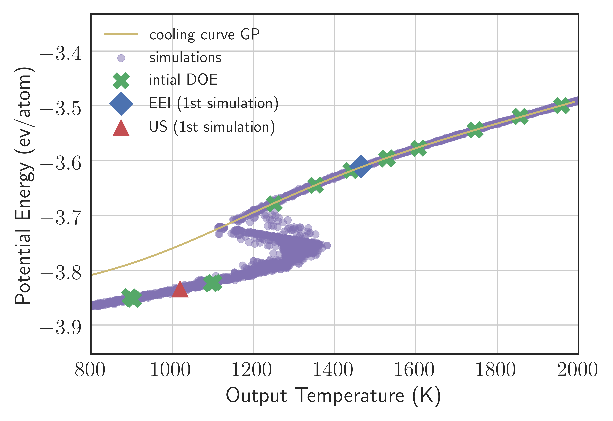 cooling curve GP
simulations
intial DOE
EEI (1st simulation)
US (1st simulation)
Potential Energy (ev/atom)
−3.4
−3.5
−3.6
−3.7
−3.8
−3.9
800 1000 1200 1400 1600 1800 2000
Output Temperature (K)